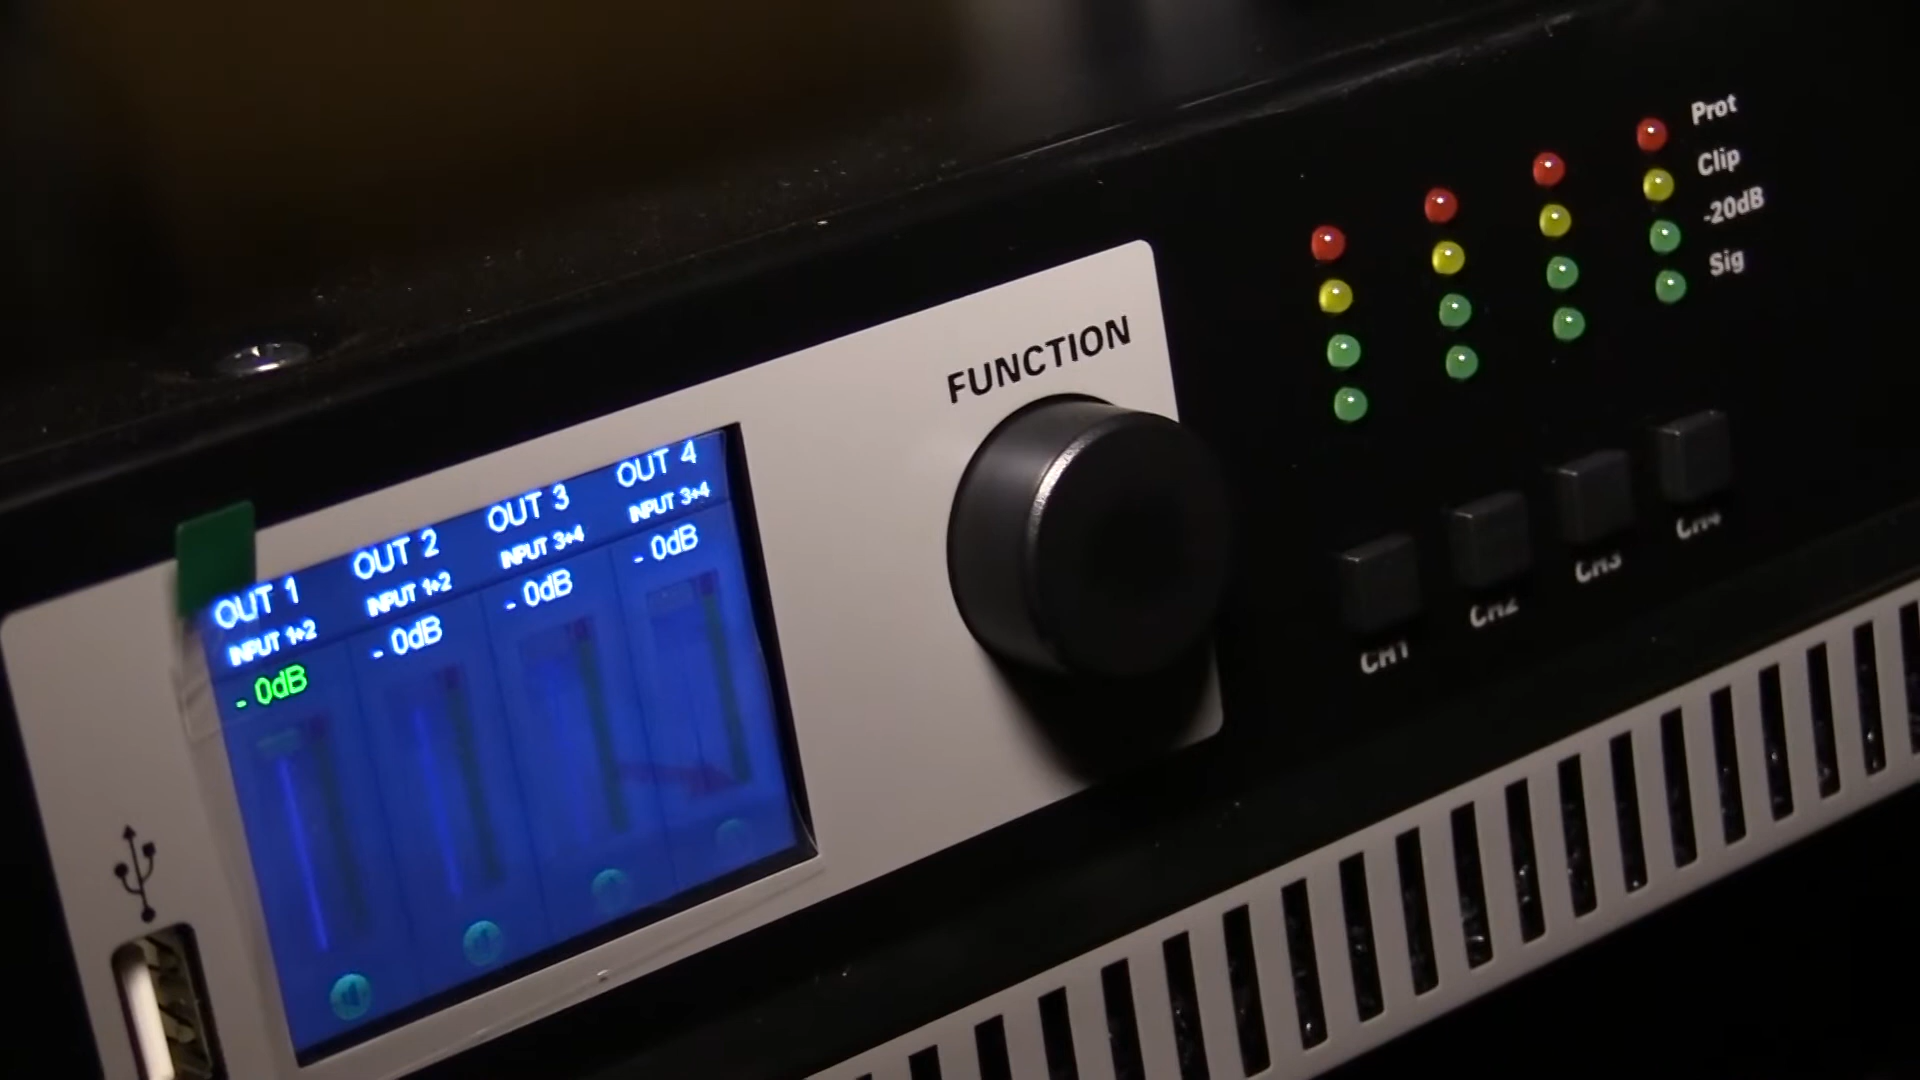 OUT 1 OUT 2 OUT 3 OUT 4
INPUT 1+2 INPUT 1+2 INPUT 3+4 INPUT 3+4
- 0dB - 0dB - 0dB - 0dB
FUNCTION
Prot
Clip
-20dB
Sig
CH1 CH2 CH3 CH4